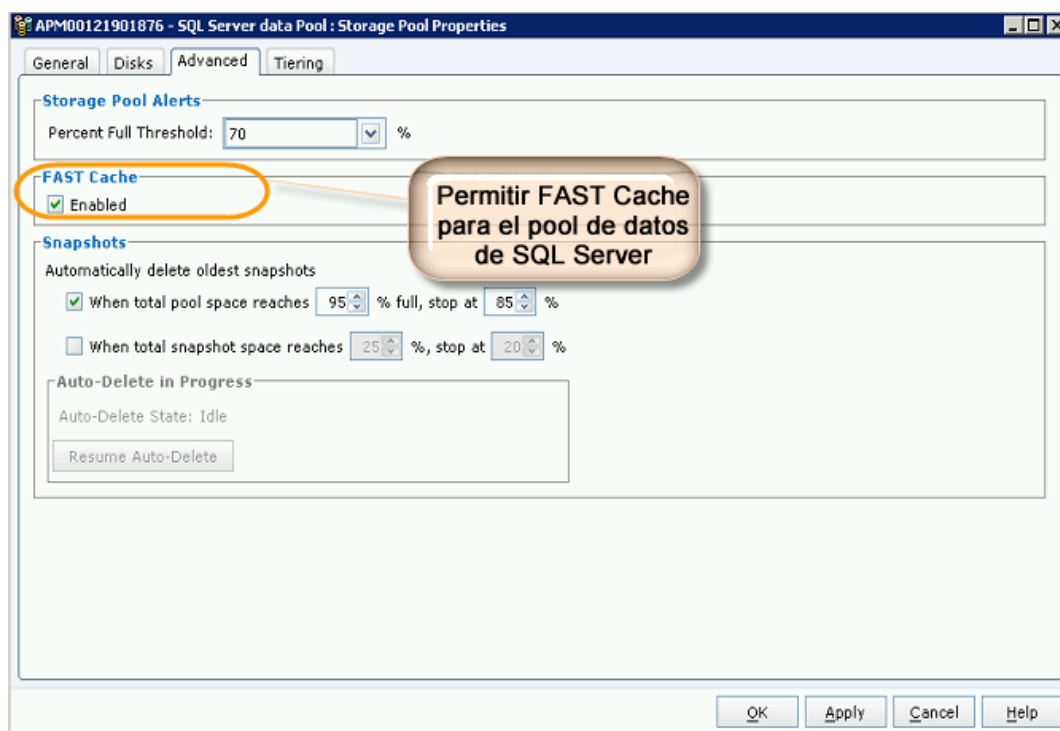 APM00121901876 - SQL Server data Pool : Storage Pool Properties
General Disks Advanced Tiering
Storage Pool Alerts
Percent Full Threshold: 70 %
FAST Cache
Enabled
Permitir FAST Cache
para el pool de datos
de SQL Server
Snapshots
Automatically delete oldest snapshots
When total pool space reaches 95 % full, stop at 85 %
When total snapshot space reaches 25 %, stop at 20 %
Auto-Delete in Progress
Auto-Delete State: Idle
Resume Auto-Delete
OK Apply Cancel Help